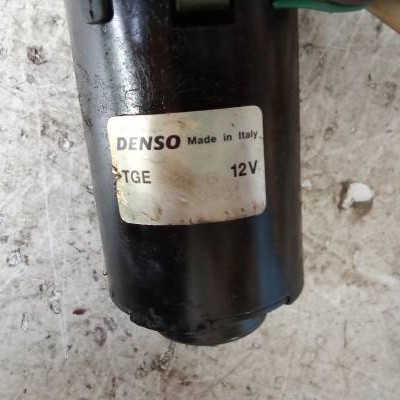 DENSO Made in Italy
TGE 12V